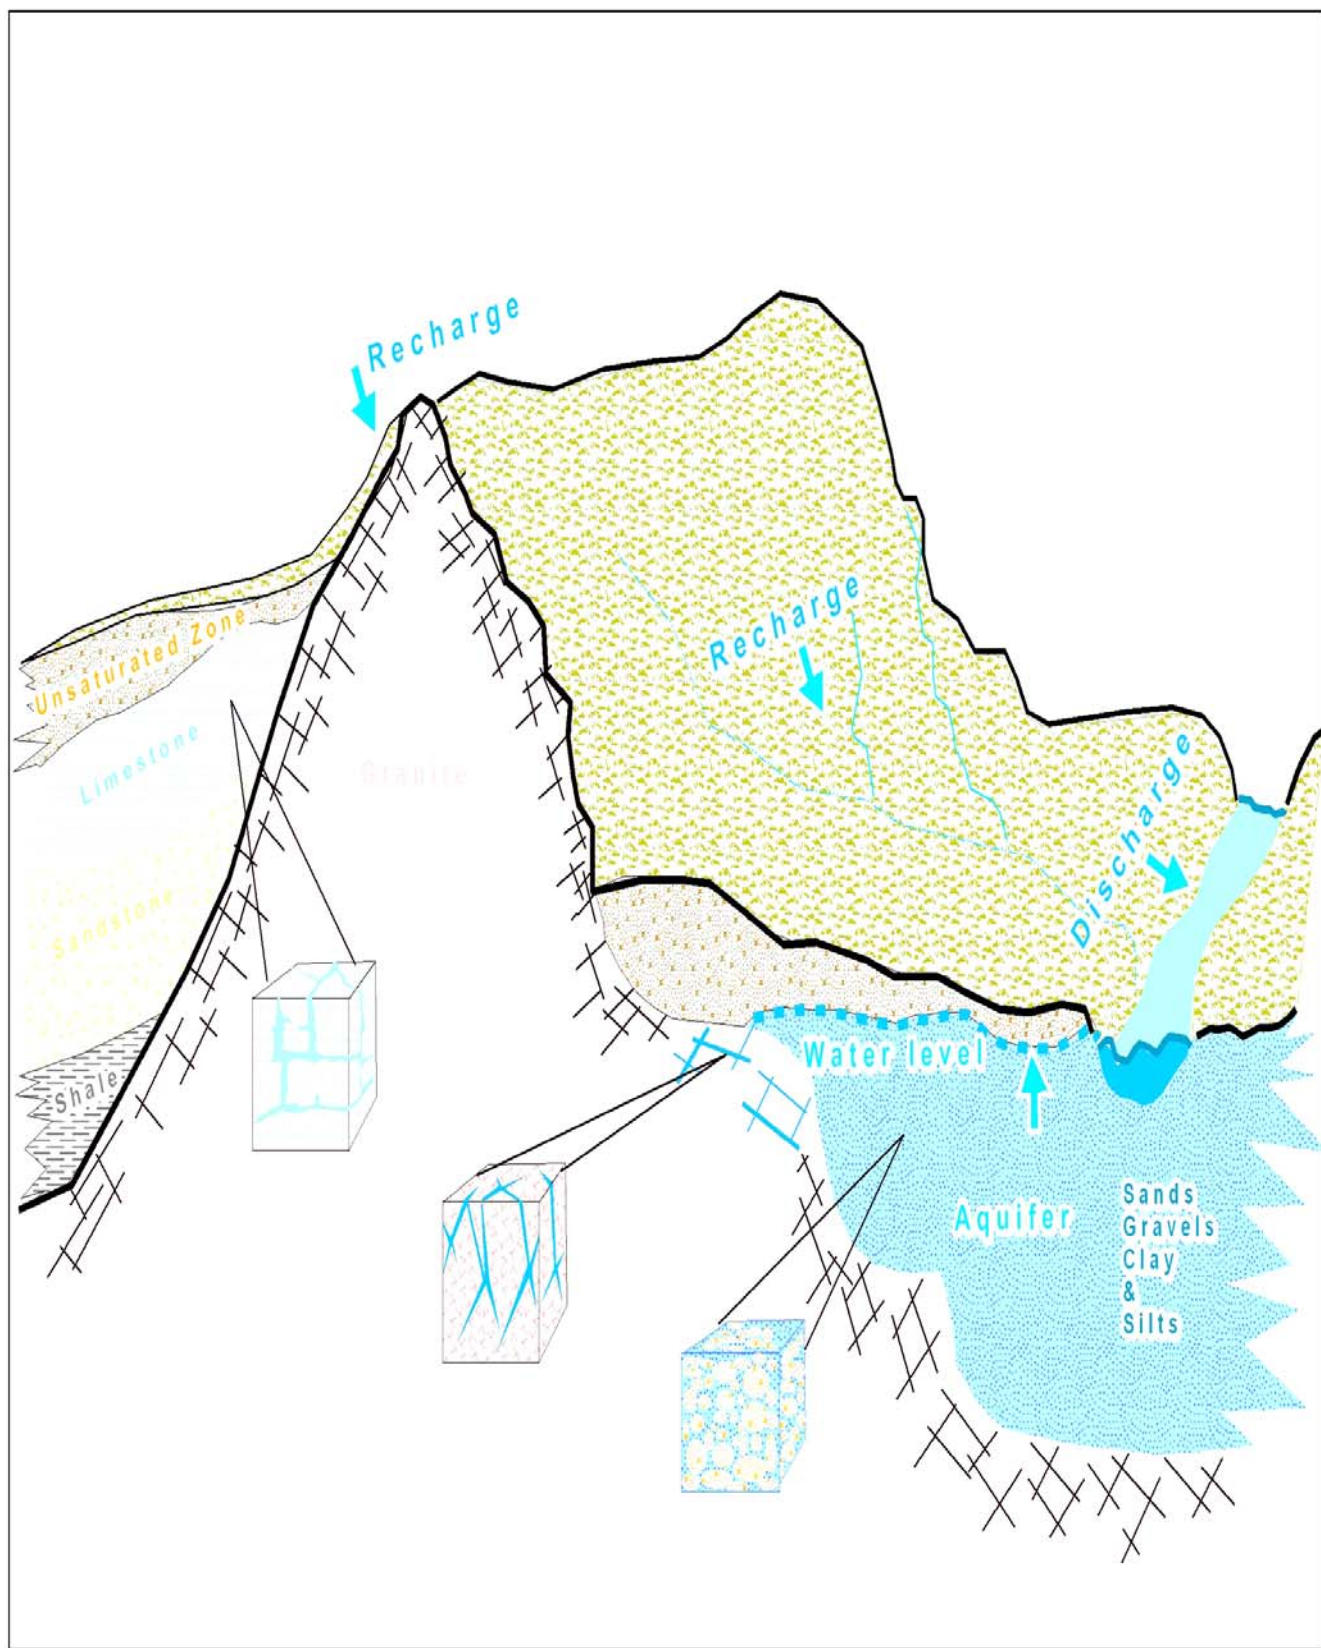 Recharge
Unsaturated Zone
Limestone
Granite
Recharge
Discharge
Sandstone
Water level
Shale
Aquifer
Sands
Gravels
Clay
&
Silts